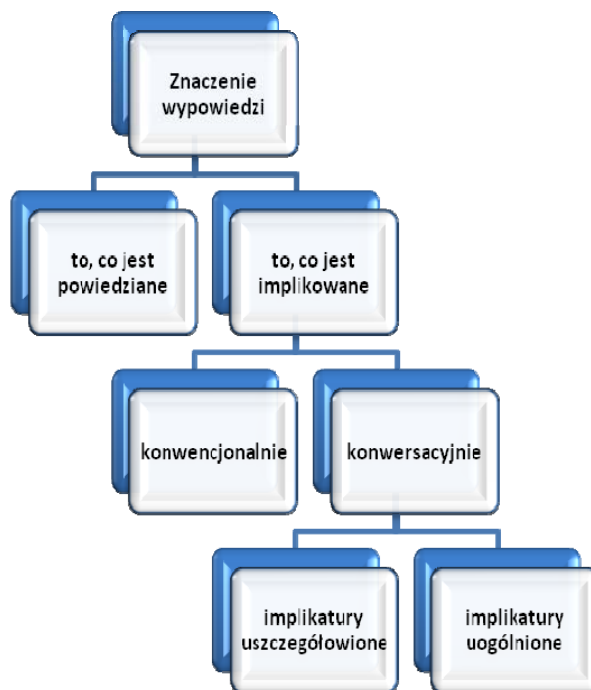 Znaczenie
wypowiedzi
to, co jest
powiedziane
to, co jest
implikowane
konwencjonalnie
konwersacyjnie
implikatury
uszczegółowione
implikatury
uogólnione